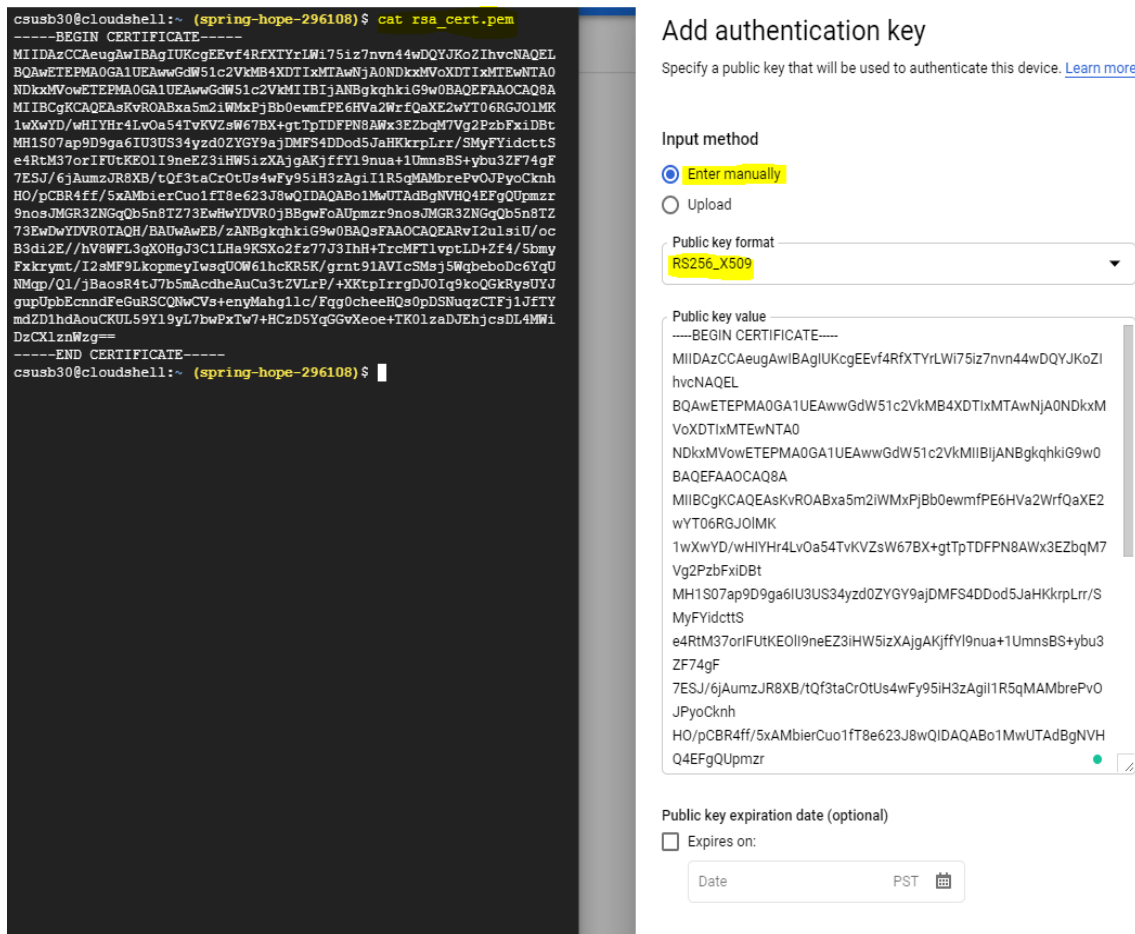 csusb30@cloudshell:~ (spring-hope-296108)$ cat rsa_cert.pem
-----BEGIN CERTIFICATE-----
MIIDAzCCAeugAwIBAgIUKcgEEvf4RfXTYrLWi75iz7nvn44wDQYJKoZIhvcNAQEL
BQAwETEPMA0GA1UEAwwGdW51c2VkMB4XDTIxMTAwNjA0NDkxMVoXDTIxMTEwNTA0
NDkxMVowETEPMA0GA1UEAwwGdW51c2VkMIIBIjANBgkqhkiG9w0BAQEFAAOCAQ8A
MIIBCgKCAQEAsKvROABxa5m2iWMxPjBb0ewmfPE6HVa2WrfQaXE2wYT06RGJOlMK
1wXwYD/wHIYHr4LvOa54TvKVZsW67BX+gtTpTDFPN8AWx3EZbqM7Vg2PzbFxiDBt
MH1S07ap9D9ga6IU3US34yzd0ZYGY9ajDMFS4DDod5JaHKkrpLrr/SMyFYidcttS
e4RtM37orIFUtKEOlI9neEZ3iHW5izXAjgAKjffYl9nua+1UmnsBS+ybu3ZF74gF
7ESJ/6jAumzJR8XB/tQf3taCrOtUs4wFy95iH3zAgiI1R5qMAMbrePvOJPyoCknh
HO/pCBR4ff/5xAMbierCuo1fT8e623J8wQIDAQABo1MwUTAdBgNVHQ4EFgQUpmzr
9nosJMGR3ZNGqQb5n8TZ73EwHwYDVR0jBBgwFoAUpmzr9nosJMGR3ZNGqQb5n8TZ
73EwDwYDVR0TAQH/BAUwAwEB/zANBgkqhkiG9w0BAQsFAAOCAQEARvI2ulsiU/oc
B3di2E//hV8WFL3qXOHgJ3C1LHa9KSXo2fz77J3IhH+TrcMFTlvptLD+Zf4/5bmy
Fxkrymt/I2sMF9LkopmeyIwsqUOW61hcKR5K/grnt91AVIcSMsj5WqbeboDc6YqU
NMqp/Ql/jBaosR4tJ7b5mAcdheAuCu3tZVLrP/+XKtpIrrgDJOIq9koQGkRysUYJ
gupUpbEcnndFeGuRSCQNwCVs+enyMahg1lc/Fqg0cheeHQs0pDSNuqzCTFj1JfTY
mdZD1hdAouCKUL59Yl9yL7bwPxTw7+HCzD5YqGGvXeoe+TK0lzaDJEhjcsDL4MWi
DzCXlznWzg==
-----END CERTIFICATE-----
csusb30@cloudshell:~ (spring-hope-296108)$
Add authentication key
Specify a public key that will be used to authenticate this device. Learn more
Input method
Enter manually
Upload
Public key format
RS256_X509
Public key value
-----BEGIN CERTIFICATE-----
MIIDAzCCAeugAwIBAgIUKcgEEvf4RfXTYrLWi75iz7nvn44wDQYJKoZI
hvcNAQEL
BQAwETEPMA0GA1UEAwwGdW51c2VkMB4XDTIxMTAwNjA0NDkxM
VoXDTIxMTEwNTA0
NDkxMVowETEPMA0GA1UEAwwGdW51c2VkMIIBIjANBgkqhkiG9w0
BAQEFAAOCAQ8A
MIIBCgKCAQEAsKvROABxa5m2iWMxPjBb0ewmfPE6HVa2WrfQaXE2
wYT06RGJOlMK
1wXwYD/wHIYHr4LvOa54TvKVZsW67BX+gtTpTDFPN8AWx3EZbqM7
Vg2PzbFxiDBt
MH1S07ap9D9ga6IU3US34yzd0ZYGY9ajDMFS4DDod5JaHKkrpLrr/S
MyFYidcttS
e4RtM37orIFUtKEOlI9neEZ3iHW5izXAjgAKjffYl9nua+1UmnsBS+ybu3
ZF74gF
7ESJ/6jAumzJR8XB/tQf3taCrOtUs4wFy95iH3zAgiI1R5qMAMbrePvO
JPyoCknh
HO/pCBR4ff/5xAMbierCuo1fT8e623J8wQIDAQABo1MwUTAdBgNVH
Q4EFgQUpmzr
Public key expiration date (optional)
Expires on:
Date
PST